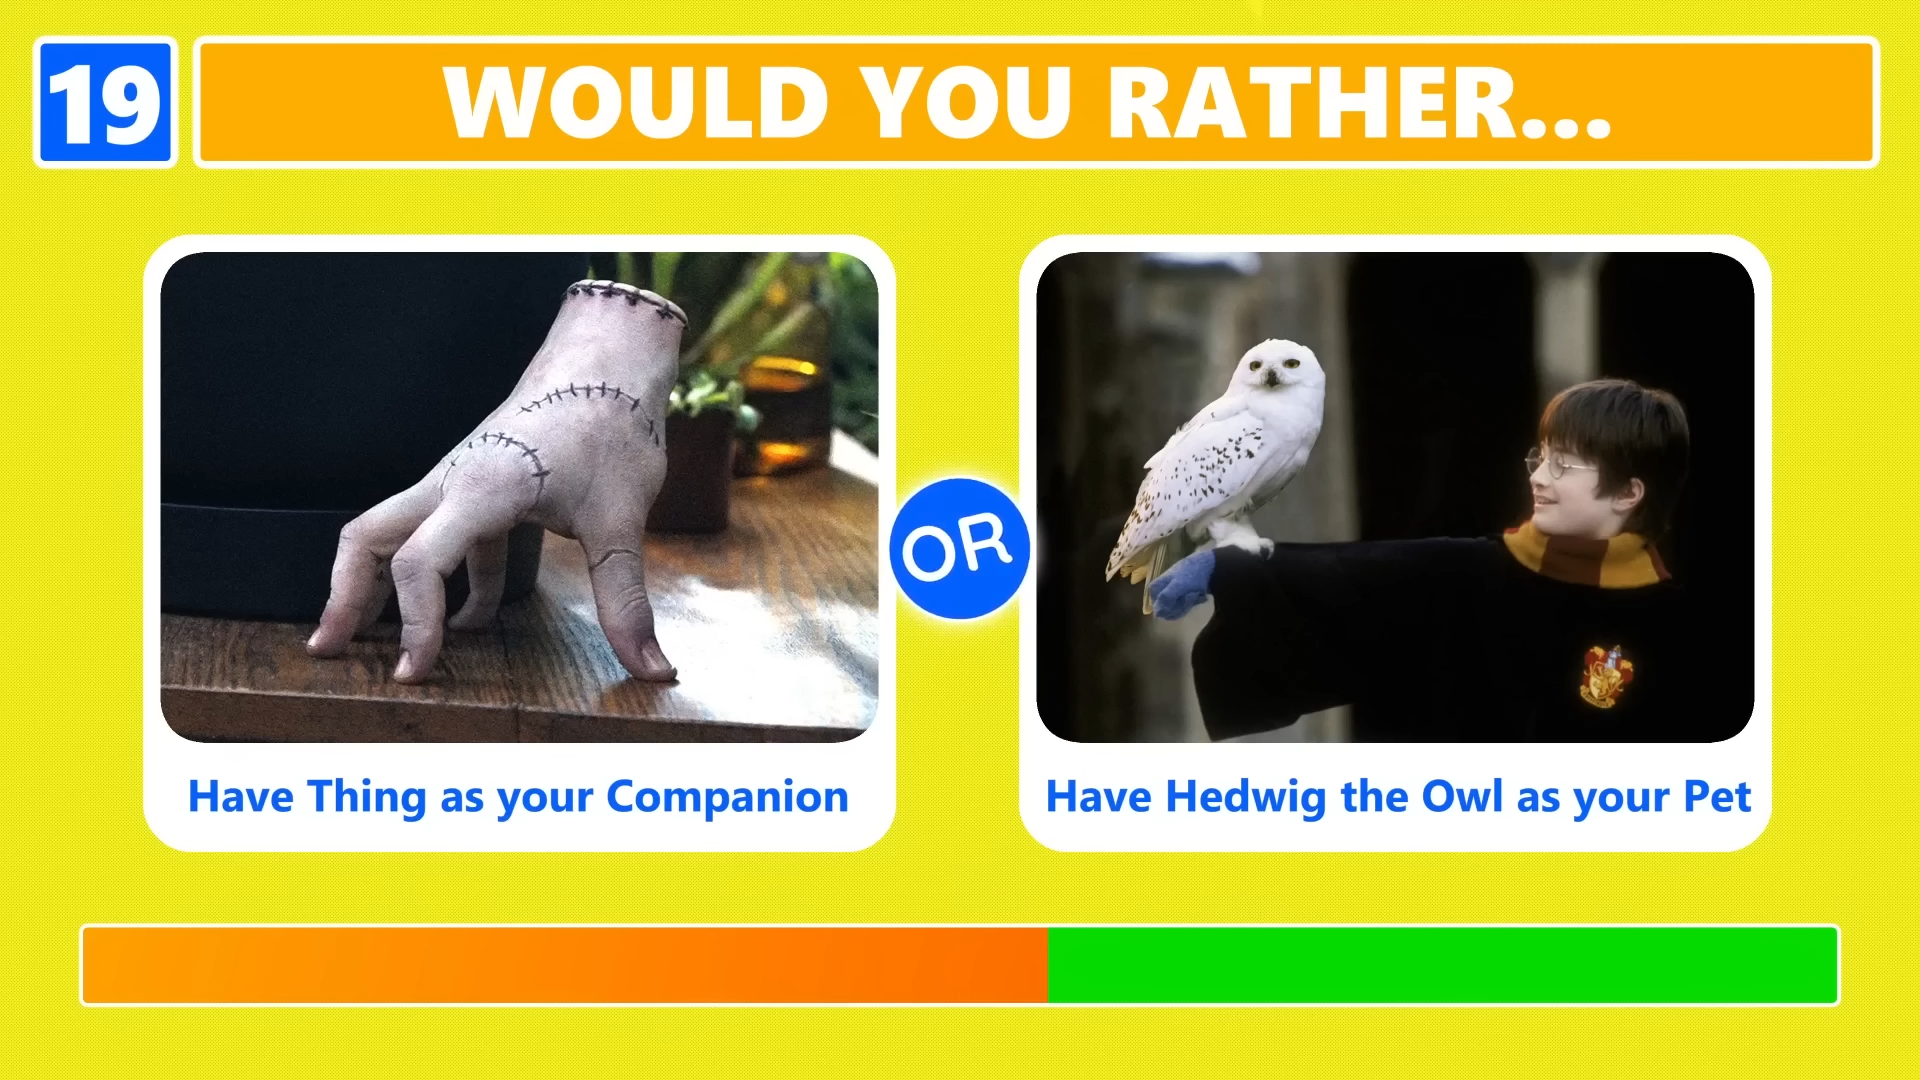 19
WOULD YOU RATHER...
OR
Have Thing as your Companion
Have Hedwig the Owl as your Pet